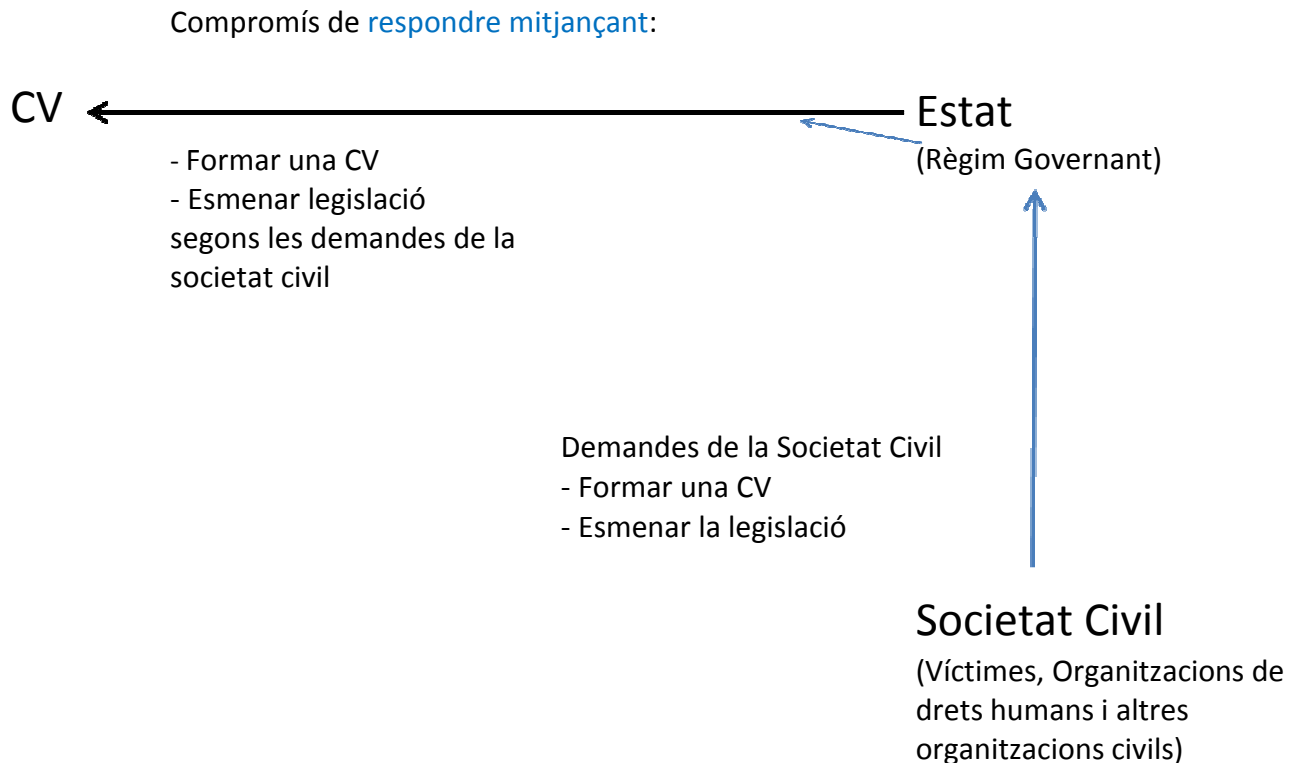 Compromís de respondre mitjançant:
CV
Estat
(Règim Governant)
- Formar una CV
- Esmenar legislació
segons les demandes de la
societat civil
Demandes de la Societat Civil
- Formar una CV
- Esmenar la legislació
Societat Civil
(Víctimes, Organitzacions de
drets humans i altres
organitzacions civils)